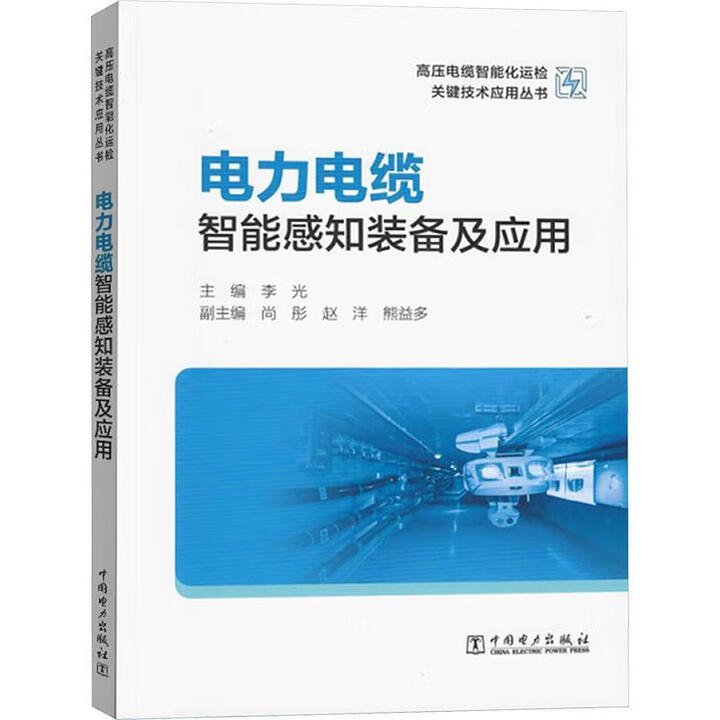 高压电缆智能化运检
关键技术应用丛书
电力电缆智能感知装备及应用
中国电力出版社
高压电缆智能化运检
关键技术应用丛书
电力电缆
智能感知装备及应用
主 编 李 光
副主编 尚 彤 赵 洋 熊益多
中国电力出版社
CHINA ELECTRIC POWER PRESS